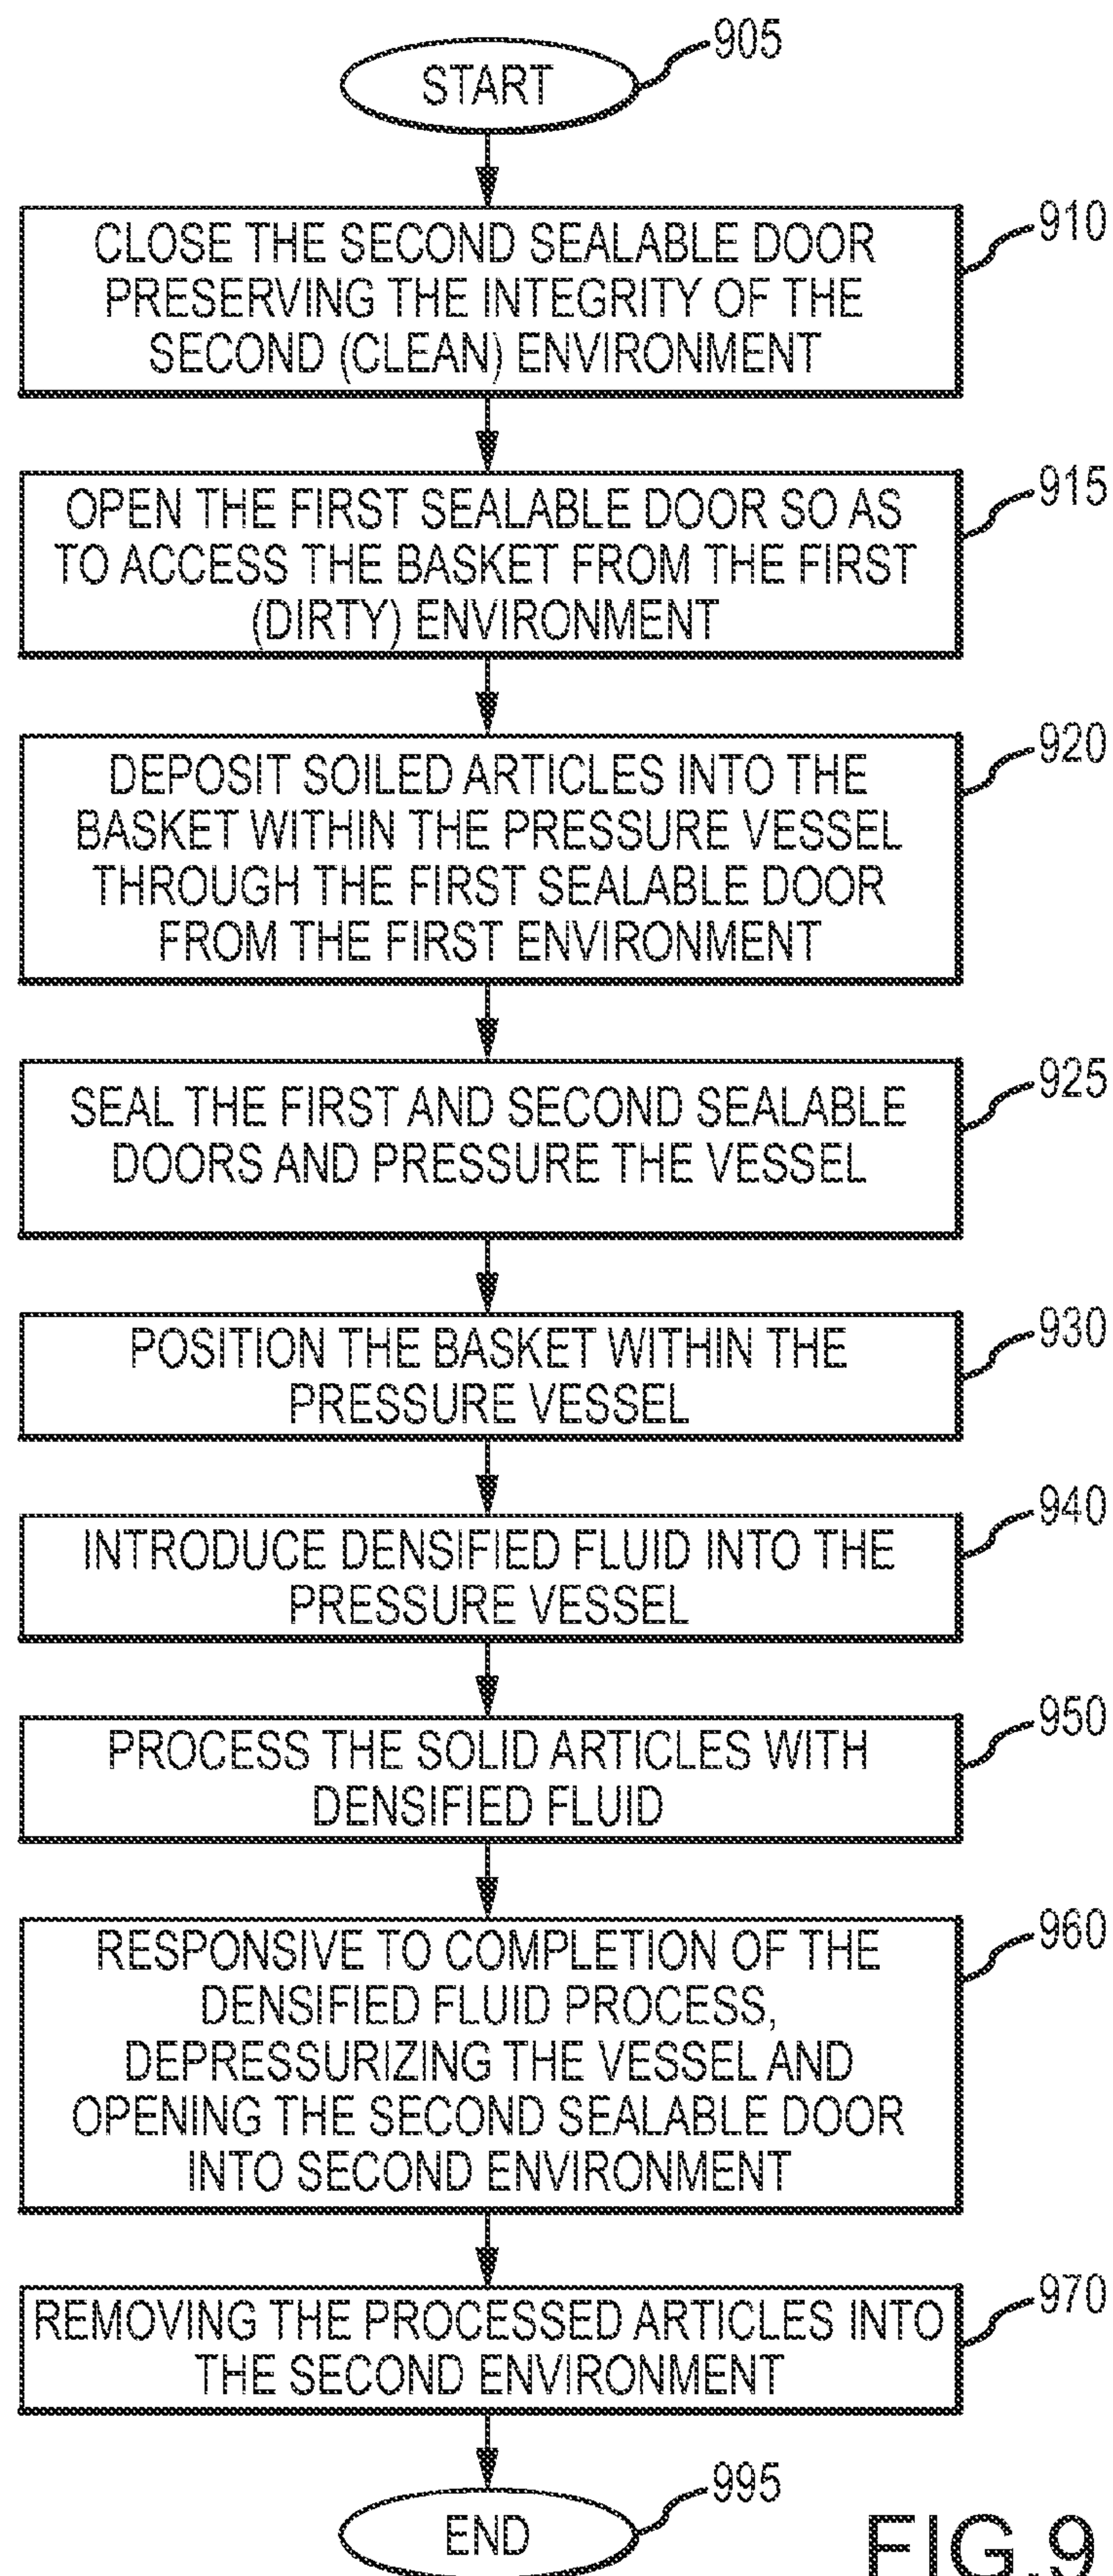 START
905
CLOSE THE SECOND SEALABLE DOOR
PRESERVING THE INTEGRITY OF THE
SECOND (CLEAN) ENVIRONMENT
910
OPEN THE FIRST SEALABLE DOOR SO AS
TO ACCESS THE BASKET FROM THE FIRST
(DIRTY) ENVIRONMENT
915
DEPOSIT SOILED ARTICLES INTO THE
BASKET WITHIN THE PRESSURE VESSEL
THROUGH THE FIRST SEALABLE DOOR
FROM THE FIRST ENVIRONMENT
920
SEAL THE FIRST AND SECOND SEALABLE
DOORS AND PRESSURE THE VESSEL
925
POSITION THE BASKET WITHIN THE
PRESSURE VESSEL
930
INTRODUCE DENSIFIED FLUID INTO THE
PRESSURE VESSEL
940
PROCESS THE SOLID ARTICLES WITH
DENSIFIED FLUID
950
RESPONSIVE TO COMPLETION OF THE
DENSIFIED FLUID PROCESS,
DEPRESSURIZING THE VESSEL AND
OPENING THE SECOND SEALABLE DOOR
INTO SECOND ENVIRONMENT
960
REMOVING THE PROCESSED ARTICLES INTO
THE SECOND ENVIRONMENT
970
END
995
FIG.9